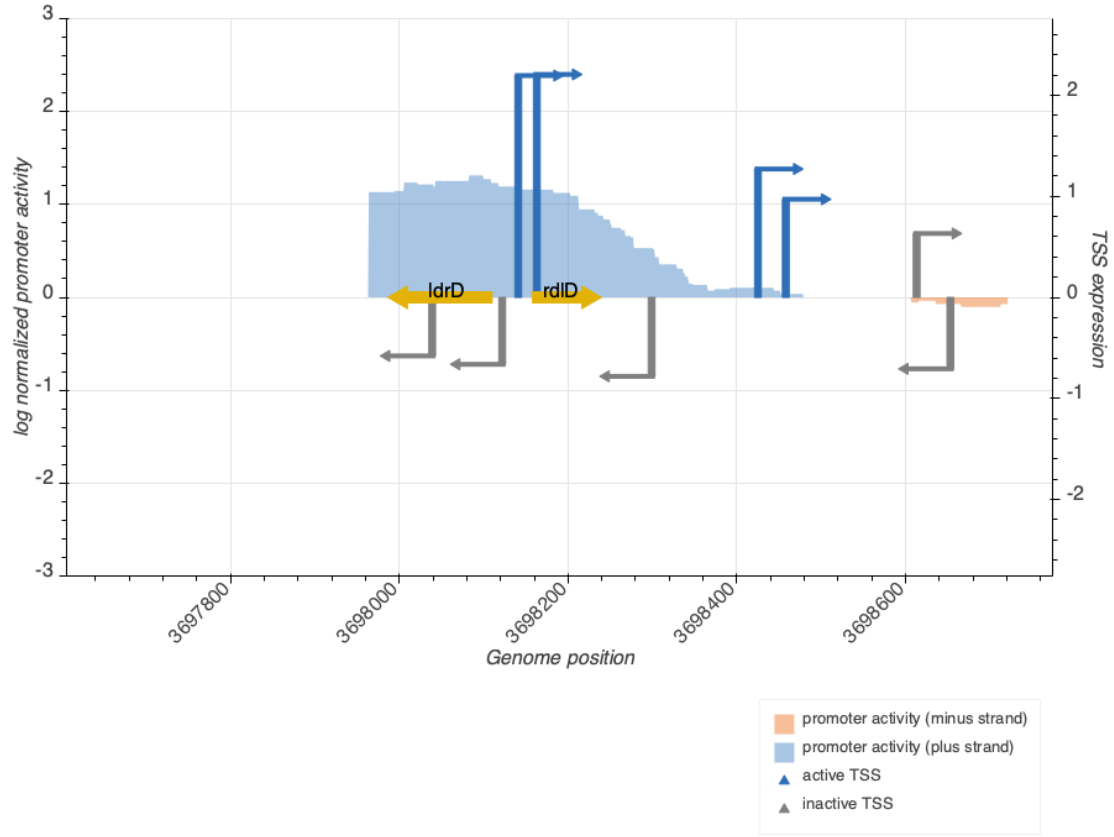 3
2
1
0
-1
-2
-3
log normalized promoter activity
2
1
0
-1
-2
TSS expression
ldrD
rdlD
3697800
3698000
3698200
3698400
3698600
Genome position
promoter activity (minus strand)
promoter activity (plus strand)
active TSS
inactive TSS